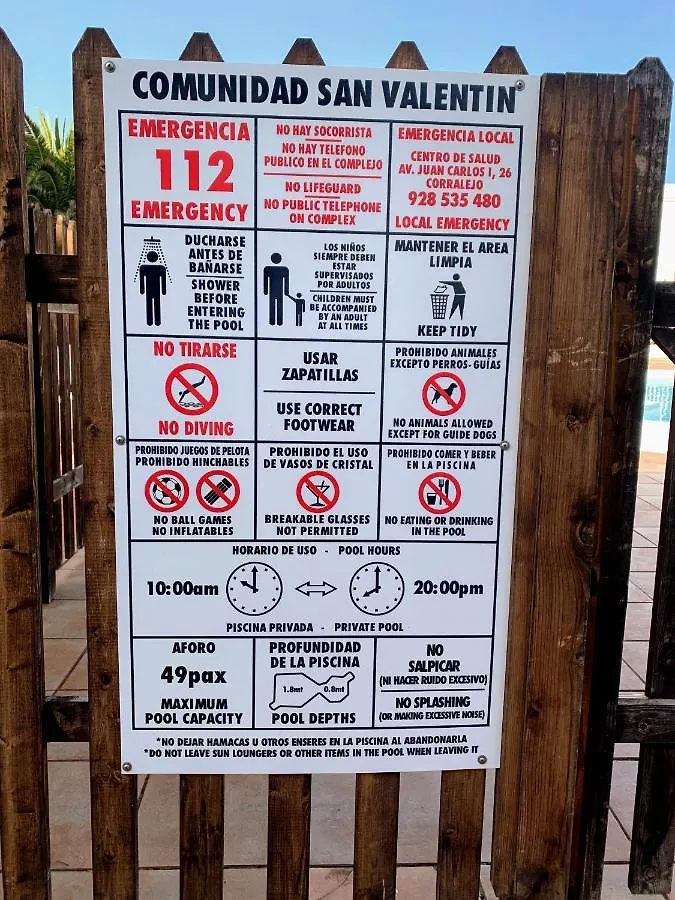 COMUNIDAD SAN VALENTIN
EMERGENCIA
112
EMERGENCY
NO HAY SOCORRISTA
NO HAY TELEFONO
PUBLICO EN EL COMPLEJO
NO LIFEGUARD
NO PUBLIC TELEPHONE
ON COMPLEX
EMERGENCIA LOCAL
CENTRO DE SALUD
AV. JUAN CARLOS I, 26
CORRALEJO
928 535 480
LOCAL EMERGENCY
DUCHARSE
ANTES DE
BAÑARSE
SHOWER
BEFORE
ENTERING
THE POOL
LOS NIÑOS
SIEMPRE DEBEN
ESTAR
SUPERVISADOS
POR ADULTOS
CHILDREN MUST
BE ACCOMPANIED
BY AN ADULT
AT ALL TIMES
MANTENER EL AREA
LIMPIA
KEEP TIDY
NO TIRARSE
NO DIVING
USAR
ZAPATILLAS
USE CORRECT
FOOTWEAR
PROHIBIDO ANIMALES
EXCEPTO PERROS-GUÍAS
NO ANIMALS ALLOWED
EXCEPT FOR GUIDE DOGS
PROHIBIDO JUEGOS DE PELOTA
PROHIBIDO HINCHABLES
NO BALL GAMES
NO INFLATABLES
PROHIBIDO EL USO
DE VASOS DE CRISTAL
BREAKABLE GLASSES
NOT PERMITTED
PROHIBIDO COMER Y BEBER
EN LA PISCINA
NO EATING OR DRINKING
IN THE POOL
HORARIO DE USO - POOL HOURS
10:00am 20:00pm
PISCINA PRIVADA - PRIVATE POOL
AFORO
49pax
MAXIMUM
POOL CAPACITY
PROFUNDIDAD
DE LA PISCINA
1.8mt 0.8mt
POOL DEPTHS
NO
SALPICAR
(NI HACER RUIDO EXCESIVO)
NO SPLASHING
(OR MAKING EXCESSIVE NOISE)
*NO DEJAR HAMACAS U OTROS ENSERES EN LA PISCINA AL ABANDONARLA
*DO NOT LEAVE SUN LOUNGERS OR OTHER ITEMS IN THE POOL WHEN LEAVING IT